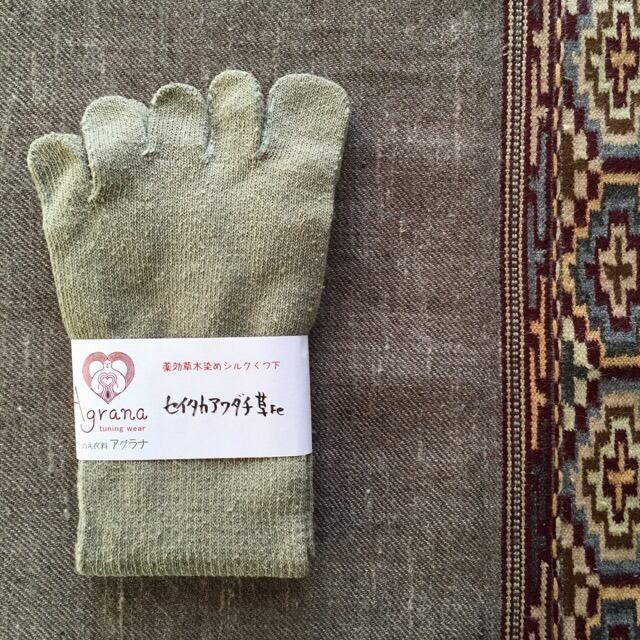 薬効草木染めシルクくつ下
Agrana
tuning wear
セイタカアワダチ草Fe
アグラナ